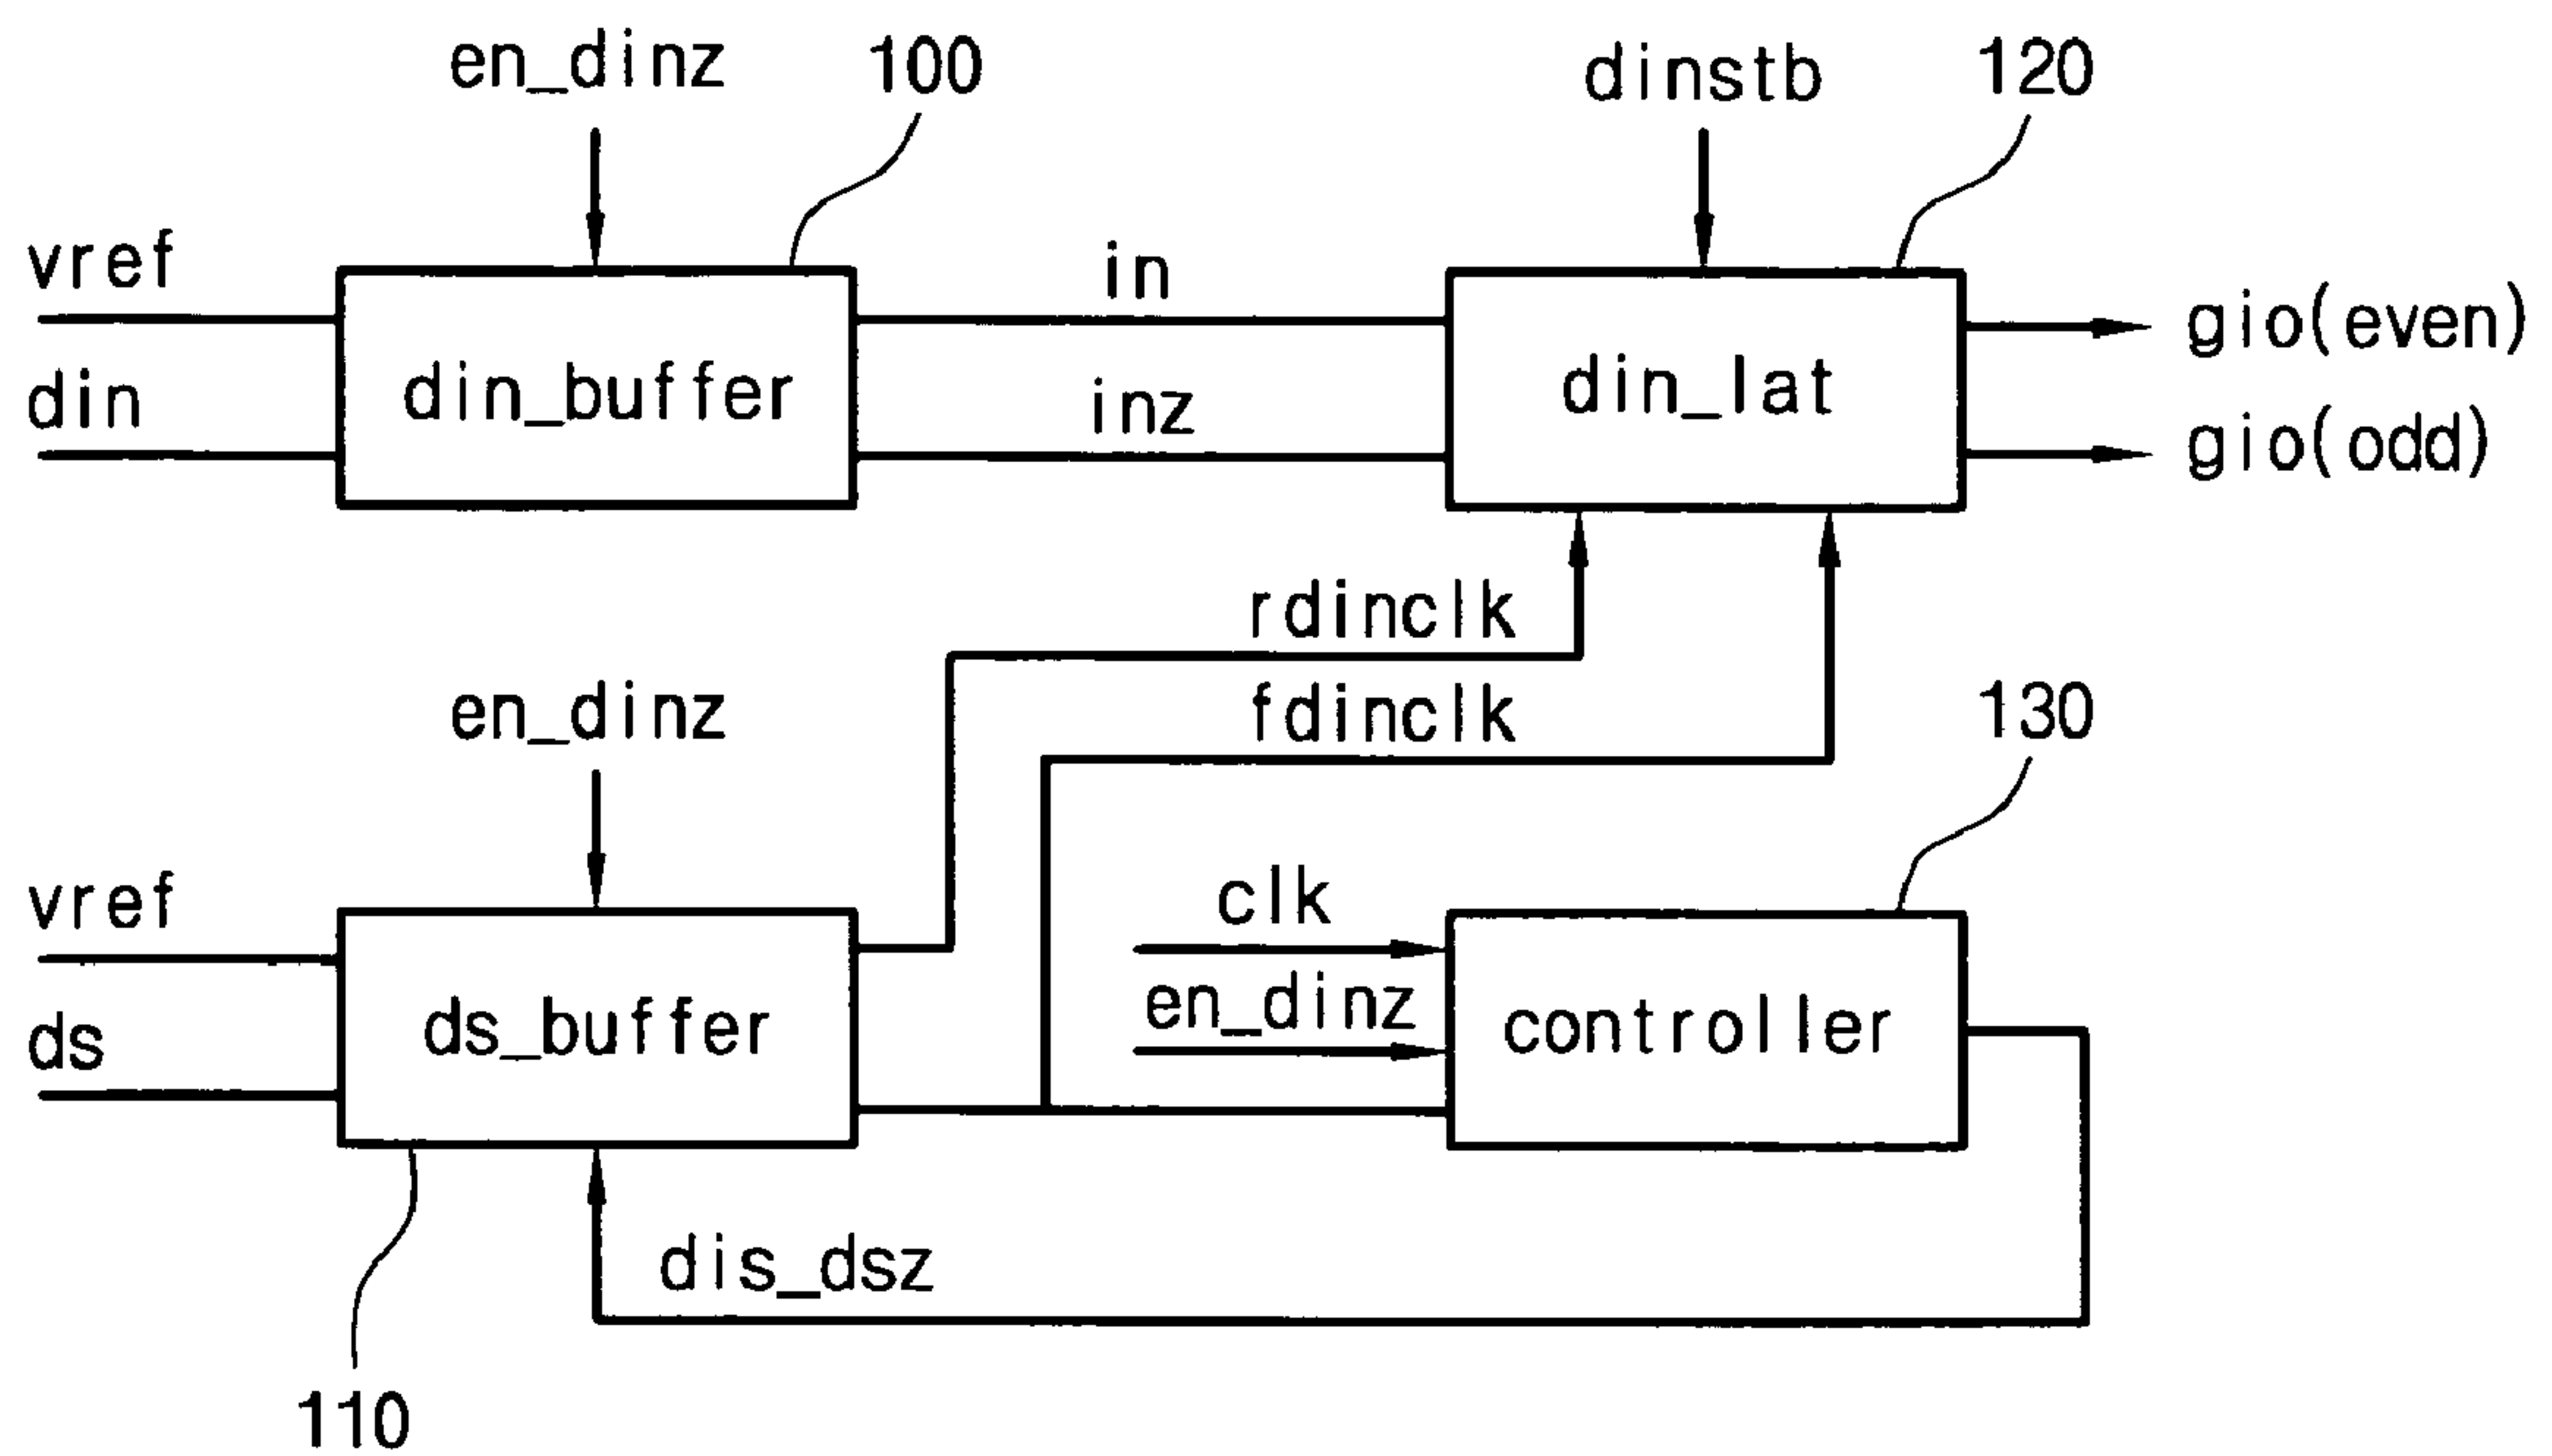 en_dinz
100
dinstb
120
vref
in
gio(even)
din
din_buffer
inz
din_lat
gio(odd)
rdinclk
en_dinz
fdinclk
130
vref
clk
en_dinz
ds
ds_buffer
controller
dis_dsz
110